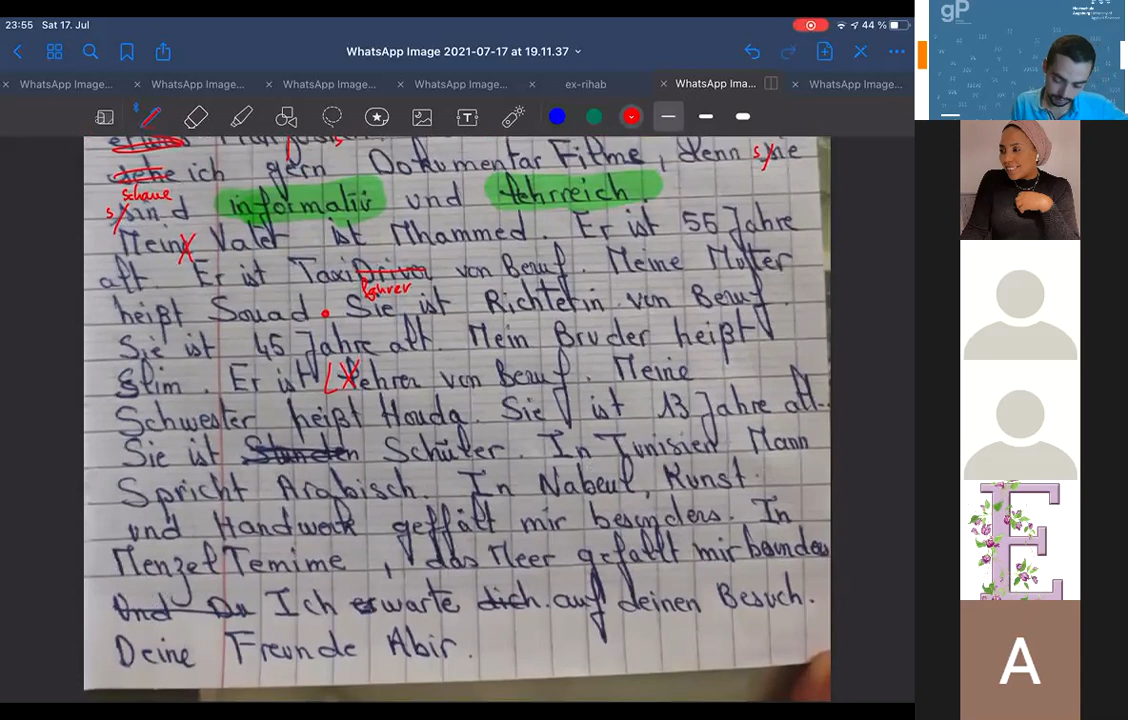 23:55 Sat 17. Jul
44 %
WhatsApp Image 2021-07-17 at 19.11.37
WhatsApp Image...
WhatsApp Image...
WhatsApp Image...
WhatsApp Image...
ex-rihab
WhatsApp Ima...
WhatsApp Image...
ich gern Dokumentar Filme, denn s
schaue
s sind informativ und lehrreich.
Mein Vater ist Mhammed. Er ist 55 Jahre
alt. Er ist TaxiDriver von Beruf. Meine Mutter
fahrer
heißt Souad. Sie ist Richterin von Beruf.
Sie ist 45 Jahre alt. Mein Bruder heißt
Slim. Er ist Lehrer von Beruf. Meine
Schwester heißt Houda. Sie ist 13 Jahre alt.
Sie ist Schüler. In Tunisien Mann
Spricht Arabisch. In Nabeul, Kunst
und Handwerk geffält mir besonders. In
Menzel Temime, das Meer gefällt mir besonders
Und Du Ich erwarte dich auf deinen Besuch.
Deine Freunde Abir.
gP
E
A